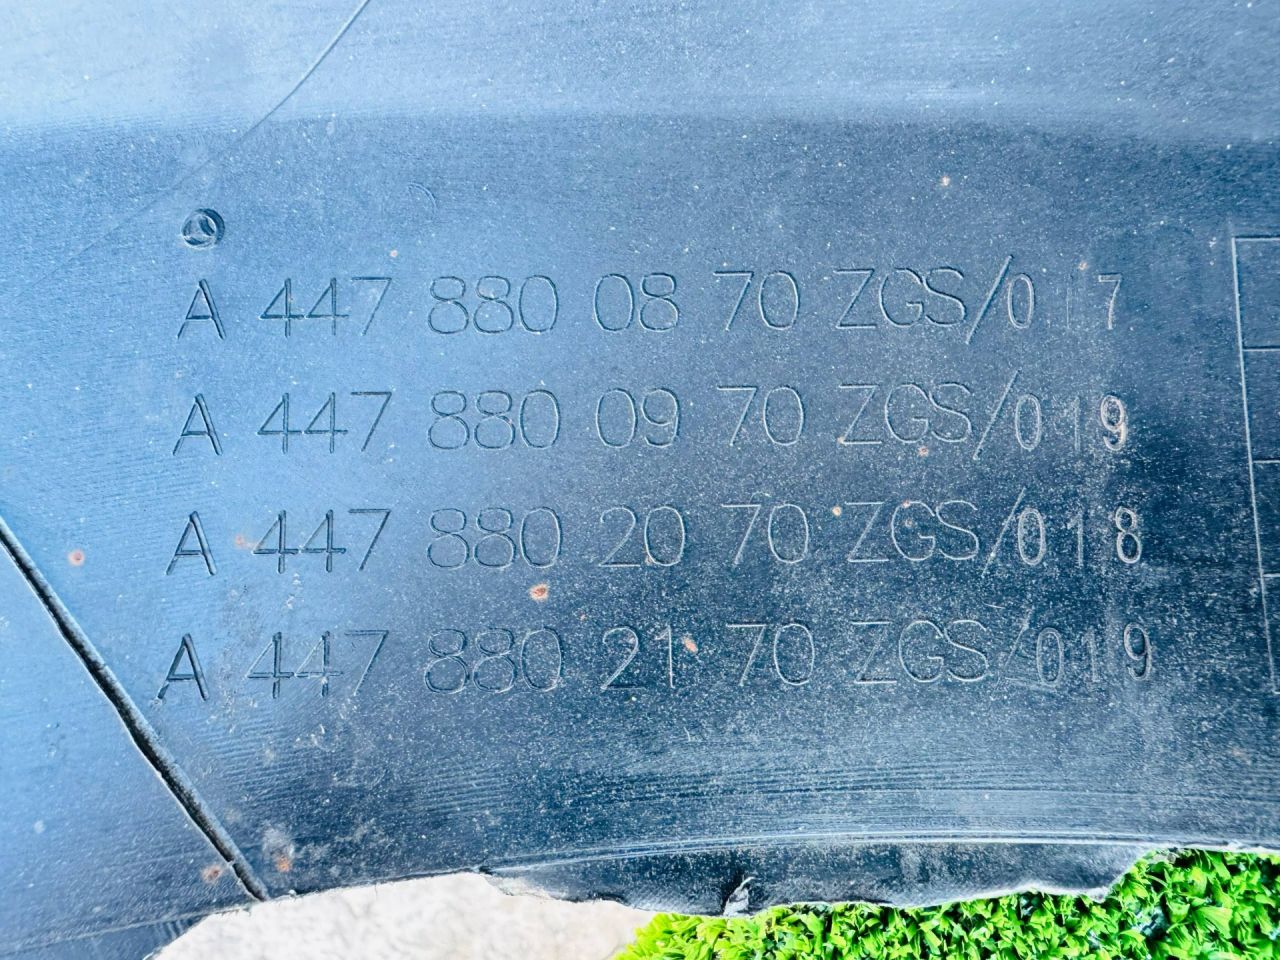 A 447 880 08 70 ZGS/017
A 447 880 09 70 ZGS/019
A 447 880 20 70 ZGS/018
A 447 880 21 70 ZGS/019